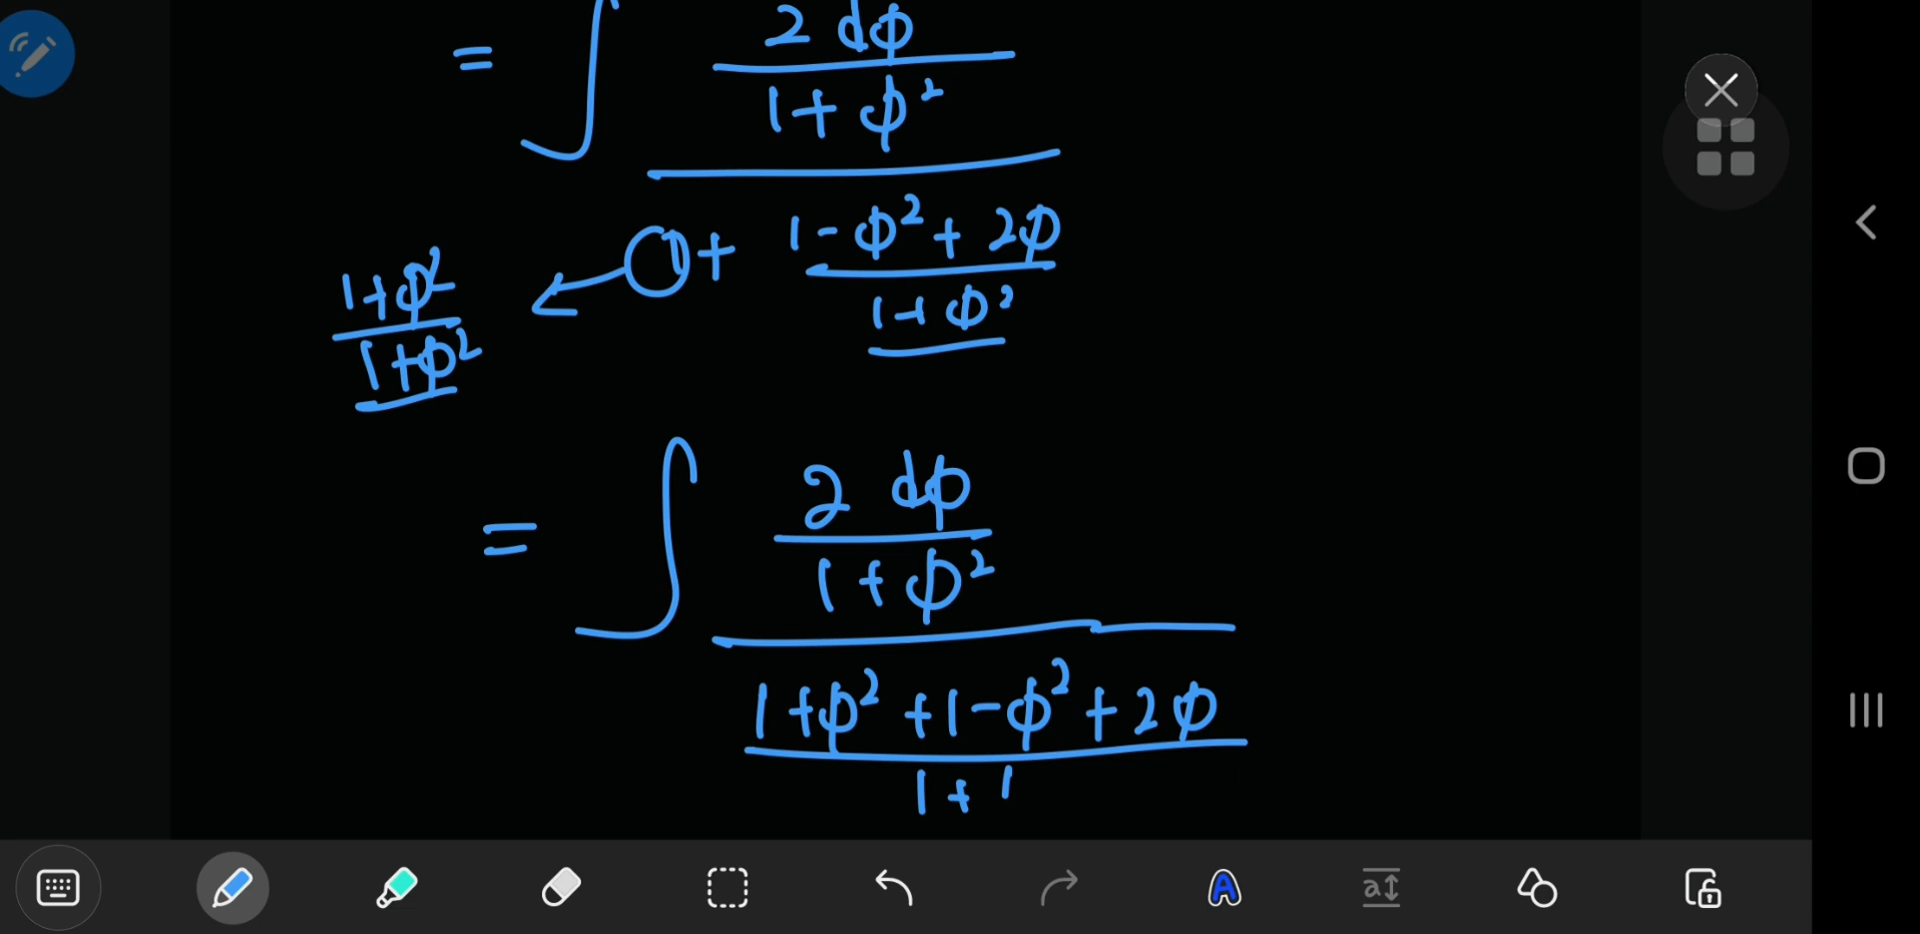 = ∫ 2 dφ
1 + φ²
1 + 1 - φ² + 2φ
1 + φ²
1 + φ²
1 + φ²
= ∫ 2 dφ
1 + φ²
1 + φ² + 1 - φ² + 2φ
1 +
A
a